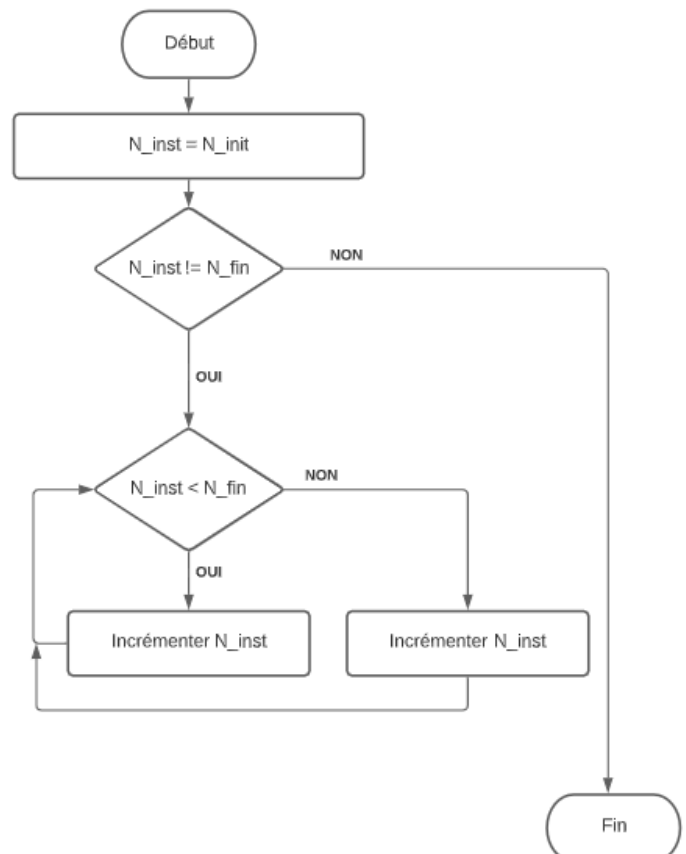 Début
N_inst = N_init
N_inst != N_fin
NON
OUI
N_inst < N_fin
NON
OUI
Incrémenter N_inst
Incrémenter N_inst
Fin